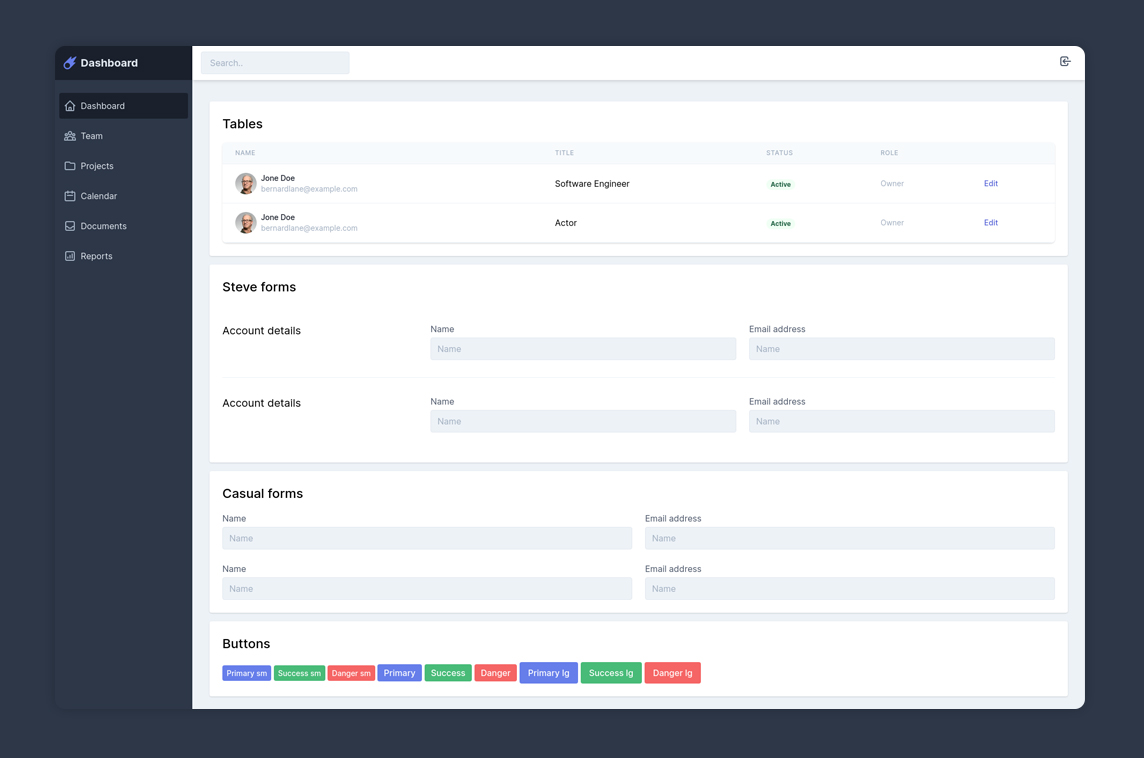 Dashboard
Search..
Dashboard
Team
Projects
Calendar
Documents
Reports
Tables
NAME TITLE STATUS ROLE
Jone Doe
bernardlane@example.com
Software Engineer Active Owner Edit
Jone Doe
bernardlane@example.com
Actor Active Owner Edit
Steve forms
Account details
Name Email address
Name Name
Account details
Name Email address
Name Name
Casual forms
Name Email address
Name Name
Name Email address
Name Name
Buttons
Primary sm Success sm Danger sm Primary Success Danger Primary lg Success lg Danger lg